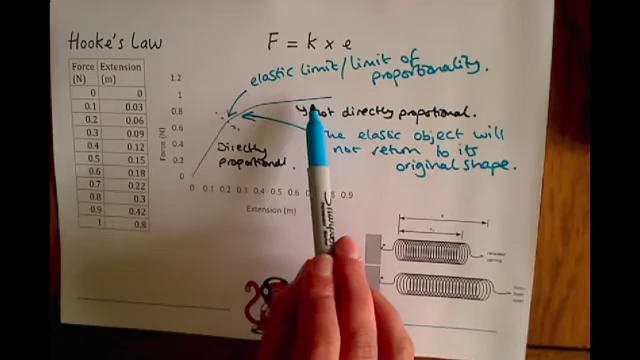 Hooke's Law
F = k x e
Force (N) Extension (m)
0 0
0.1 0.03
0.2 0.06
0.3 0.09
0.4 0.12
0.5 0.15
0.6 0.18
0.7 0.22
0.8 0.3
0.9 0.42
1 0.8
elastic limit/limit of
proportionality.
1.2
1
0.8
0.6
0.4
0.2
0
Force (N)
not directly proportional.
Directly
proportional.
elastic object will
not return to its
original shape.
0 0.1 0.2 0.3 0.4 0.5 0.6 0.9
Extension (m)